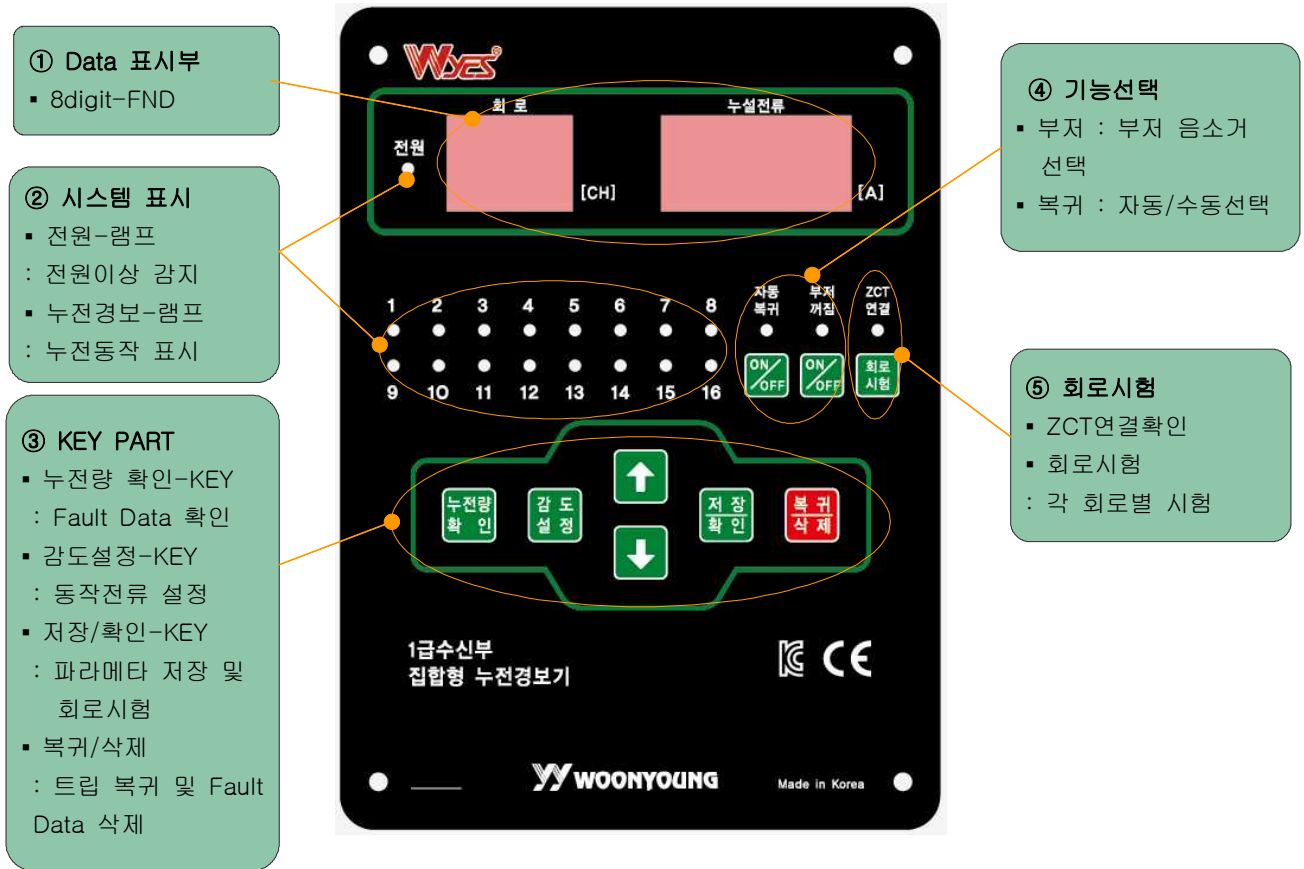 ① Data 표시부
▪ 8digit-FND
② 시스템 표시
▪ 전원-램프
: 전원이상 감지
▪ 누전경보-램프
: 누전동작 표시
③ KEY PART
▪ 누전량 확인-KEY
: Fault Data 확인
▪ 감도설정-KEY
: 동작전류 설정
▪ 저장/확인-KEY
: 파라메타 저장 및
회로시험
▪ 복귀/삭제
: 트립 복귀 및 Fault
Data 삭제
WYES®
회 로
누설전류
전원
[CH]
[A]
1 2 3 4 5 6 7 8
9 10 11 12 13 14 15 16
자동
복귀
부저
꺼짐
ZCT
연결
ON/OFF
ON/OFF
회로
시험
누전량
확 인
감 도
설 정
저 장
확 인
복 귀
삭 제
1급수신부
집합형 누전경보기
CE
WOONYOUNG
Made in Korea
④ 기능선택
▪ 부저 : 부저 음소거
선택
▪ 복귀 : 자동/수동선택
⑤ 회로시험
▪ ZCT연결확인
▪ 회로시험
: 각 회로별 시험